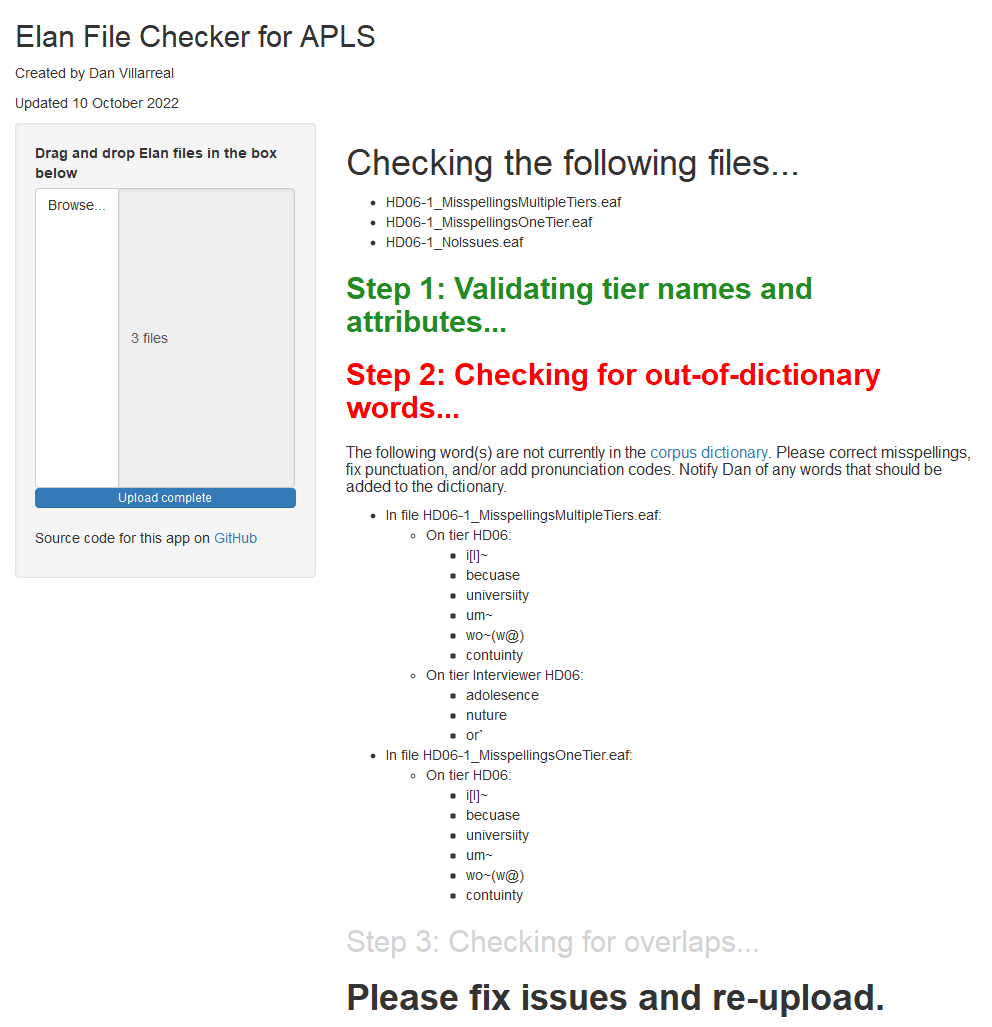 Elan File Checker for APLS
Created by Dan Villarreal
Updated 10 October 2022
Drag and drop Elan files in the box
below
Browse...
3 files
Upload complete
Source code for this app on GitHub
Checking the following files...
HD06-1_MisspellingsMultipleTiers.eaf
HD06-1_MisspellingsOneTier.eaf
HD06-1_NoIssues.eaf
Step 1: Validating tier names and
attributes...
Step 2: Checking for out-of-dictionary
words...
The following word(s) are not currently in the corpus dictionary. Please correct misspellings,
fix punctuation, and/or add pronunciation codes. Notify Dan of any words that should be
added to the dictionary.
In file HD06-1_MisspellingsMultipleTiers.eaf:
On tier HD06:
i[I]~
becuase
universiity
um~
wo~(w@)
contuinty
On tier Interviewer HD06:
adolesence
nuture
or`
In file HD06-1_MisspellingsOneTier.eaf:
On tier HD06:
i[I]~
becuase
universiity
um~
wo~(w@)
contuinty
Step 3: Checking for overlaps...
Please fix issues and re-upload.